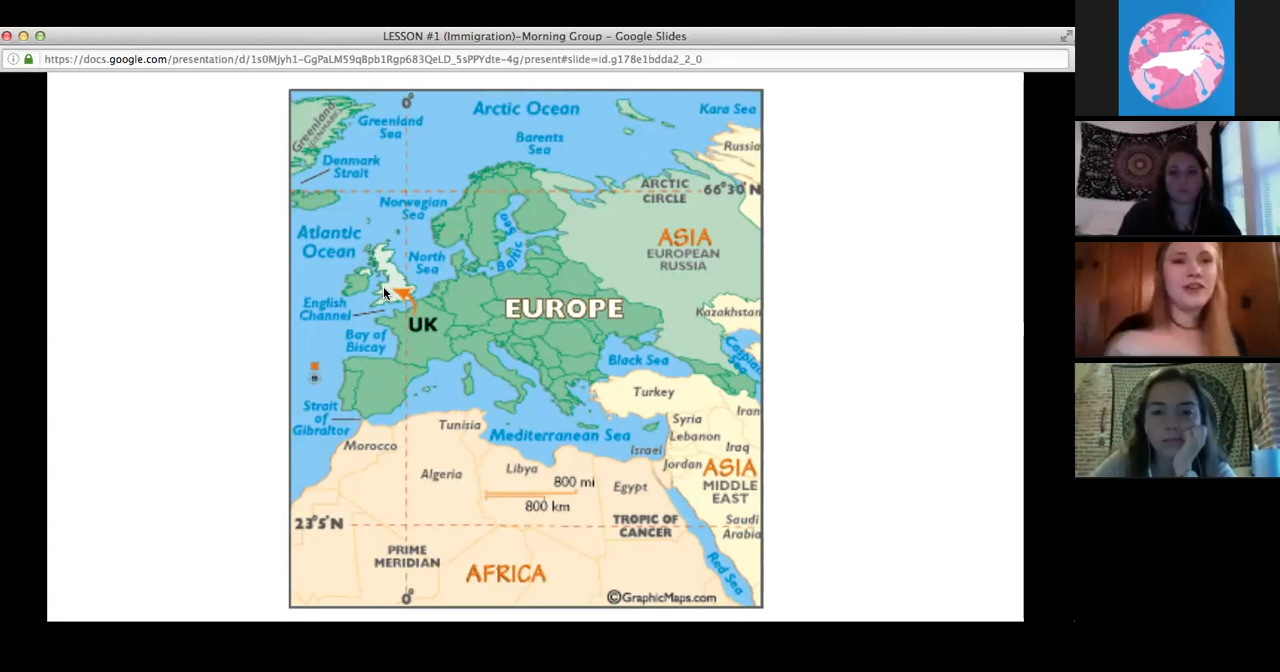 LESSON #1 (Immigration)-Morning Group - Google Slides
https://docs.google.com/presentation/d/1s0Mjyh1-GgPaLM59q8pb1Rgp683QeLD_5sPPYdte-4g/present#slide=id.g178e1bdda2_2_0
0°
Arctic Ocean
Kara Sea
Greenland
Sea
Greenland
Barents
Sea
Russia
Denmark
Strait
ARCTIC
CIRCLE
66°30'N
Norwegian
Sea
Atlantic
Ocean
Baltic Sea
ASIA
EUROPEAN
RUSSIA
North
Sea
English
Channel
EUROPE
Kazakhstan
UK
Bay of
Biscay
Black Sea
Caspian
Sea
Turkey
Strait
of
Gibraltor
Tunisia
Syria
Iran
Mediterranean Sea
Lebanon
Morocco
Israel
Iraq
Jordan
ASIA
MIDDLE
EAST
Algeria
Libya
800 mi
800 km
Egypt
23°5'N
TROPIC OF
CANCER
Saudi
Arabia
PRIME
MERIDIAN
AFRICA
Red Sea
0°
©GraphicMaps.com